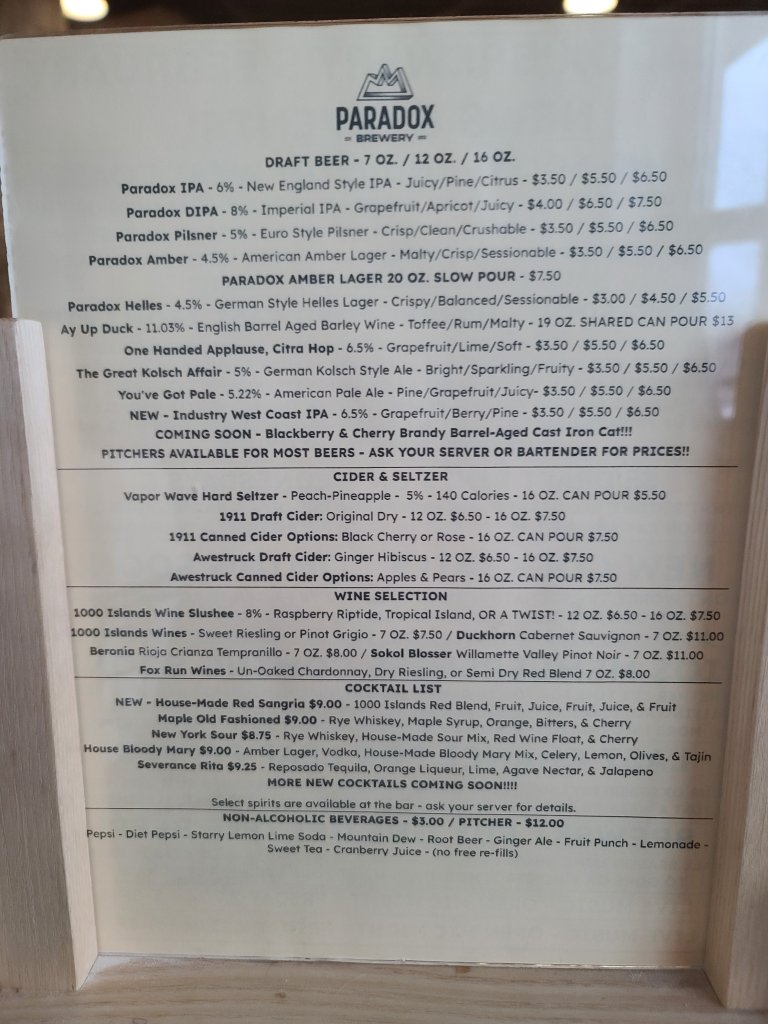 PARADOX
BREWERY
DRAFT BEER - 7 OZ. / 12 OZ. / 16 OZ.
Paradox IPA - 6% - New England Style IPA - Juicy/Pine/Citrus - $3.50 / $5.50 / $6.50
Paradox DIPA - 8% - Imperial IPA - Grapefruit/Apricot/Juicy - $4.00 / $6.50 / $7.50
Paradox Pilsner - 5% - Euro Style Pilsner - Crisp/Clean/Crushable - $3.50 / $5.50 / $6.50
Paradox Amber - 4.5% - American Amber Lager - Malty/Crisp/Sessionable - $3.50 / $5.50 / $6.50
PARADOX AMBER LAGER 20 OZ. SLOW POUR - $7.50
Paradox Helles - 4.5% - German Style Helles Lager - Crispy/Balanced/Sessionable - $3.00 / $4.50 / $5.50
Ay Up Duck - 11.03% - English Barrel Aged Barley Wine - Toffee/Rum/Malty - 19 OZ. SHARED CAN POUR $13
One Handed Applause, Citra Hop - 6.5% - Grapefruit/Lime/Soft - $3.50 / $5.50 / $6.50
The Great Kolsch Affair - 5% - German Kolsch Style Ale - Bright/Sparkling/Fruity - $3.50 / $5.50 / $6.50
You've Got Pale - 5.22% - American Pale Ale - Pine/Grapefruit/Juicy- $3.50 / $5.50 / $6.50
NEW - Industry West Coast IPA - 6.5% - Grapefruit/Berry/Pine - $3.50 / $5.50 / $6.50
COMING SOON - Blackberry & Cherry Brandy Barrel-Aged Cast Iron Cat!!!
PITCHERS AVAILABLE FOR MOST BEERS - ASK YOUR SERVER OR BARTENDER FOR PRICES!!
CIDER & SELTZER
Vapor Wave Hard Seltzer - Peach-Pineapple - 5% - 140 Calories - 16 OZ. CAN POUR $5.50
1911 Draft Cider: Original Dry - 12 OZ. $6.50 - 16 OZ. $7.50
1911 Canned Cider Options: Black Cherry or Rose - 16 OZ. CAN POUR $7.50
Awestruck Draft Cider: Ginger Hibiscus - 12 OZ. $6.50 - 16 OZ. $7.50
Awestruck Canned Cider Options: Apples & Pears - 16 OZ. CAN POUR $7.50
WINE SELECTION
1000 Islands Wine Slushee - 8% - Raspberry Riptide, Tropical Island, OR A TWIST! - 12 OZ. $6.50 - 16 OZ. $7.50
1000 Islands Wines - Sweet Riesling or Pinot Grigio - 7 OZ. $7.50 / Duckhorn Cabernet Sauvignon - 7 OZ. $11.00
Beronia Rioja Crianza Tempranillo - 7 OZ. $8.00 / Sokol Blosser Willamette Valley Pinot Noir - 7 OZ. $11.00
Fox Run Wines - Un-Oaked Chardonnay, Dry Riesling, or Semi Dry Red Blend 7 OZ. $8.00
COCKTAIL LIST
NEW - House-Made Red Sangria $9.00 - 1000 Islands Red Blend, Fruit, Juice, Fruit, Juice, & Fruit
Maple Old Fashioned $9.00 - Rye Whiskey, Maple Syrup, Orange, Bitters, & Cherry
New York Sour $8.75 - Rye Whiskey, House-Made Sour Mix, Red Wine Float, & Cherry
House Bloody Mary $9.00 - Amber Lager, Vodka, House-Made Bloody Mary Mix, Celery, Lemon, Olives, & Tajín
Severance Rita $9.25 - Reposado Tequila, Orange Liqueur, Lime, Agave Nectar, & Jalapeno
MORE NEW COCKTAILS COMING SOON!!!!
Select spirits are available at the bar - ask your server for details.
NON-ALCOHOLIC BEVERAGES - $3.00 / PITCHER - $12.00
Pepsi - Diet Pepsi - Starry Lemon Lime Soda - Mountain Dew - Root Beer - Ginger Ale - Fruit Punch - Lemonade -
Sweet Tea - Cranberry Juice - (no free re-fills)